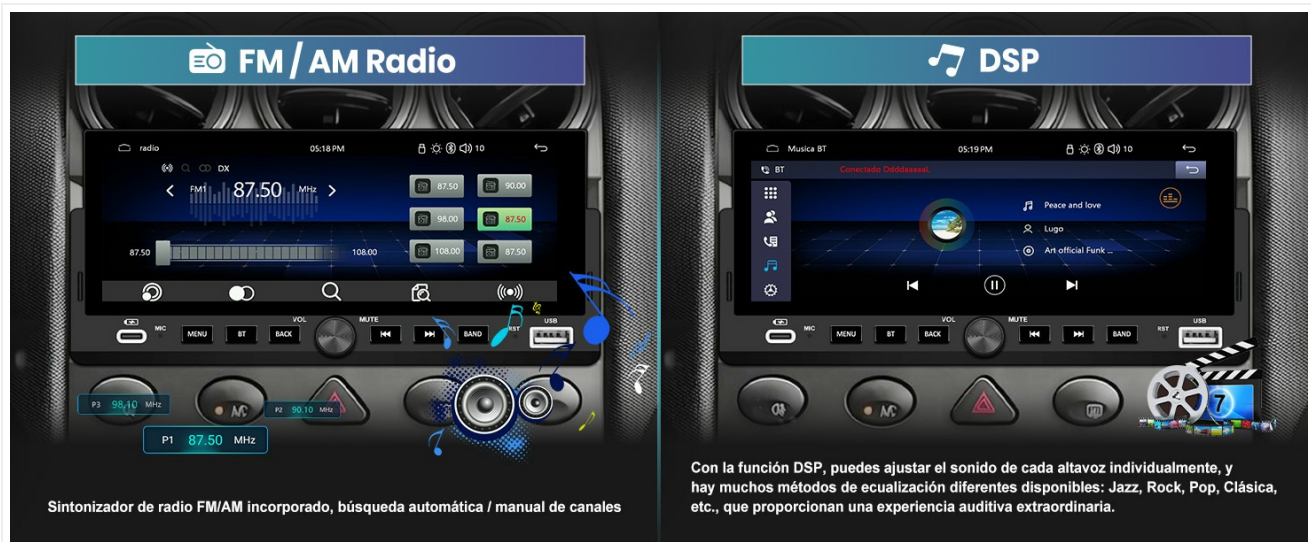 FM / AM Radio
radio
05:18 PM
10
DX
FM1 87.50 MHz
87.50
90.00
98.00
87.50
108.00
87.50
87.50
108.00
MIC
MENU
BT
BACK
VOL
MUTE
BAND
RST
USB
A/C
P3 98.10 MHz
P2 90.10 MHz
P1 87.50 MHz
Sintonizador de radio FM/AM incorporado, búsqueda automática / manual de canales
DSP
Musica BT
05:19 PM
10
BT
Conectado Ddddaaaaal.
Peace and love
Lugo
Art official Funk ...
MIC
MENU
BT
BACK
VOL
MUTE
BAND
RST
USB
A/C
7
Con la función DSP, puedes ajustar el sonido de cada altavoz individualmente, y
hay muchos métodos de ecualización diferentes disponibles: Jazz, Rock, Pop, Clásica,
etc., que proporcionan una experiencia auditiva extraordinaria.